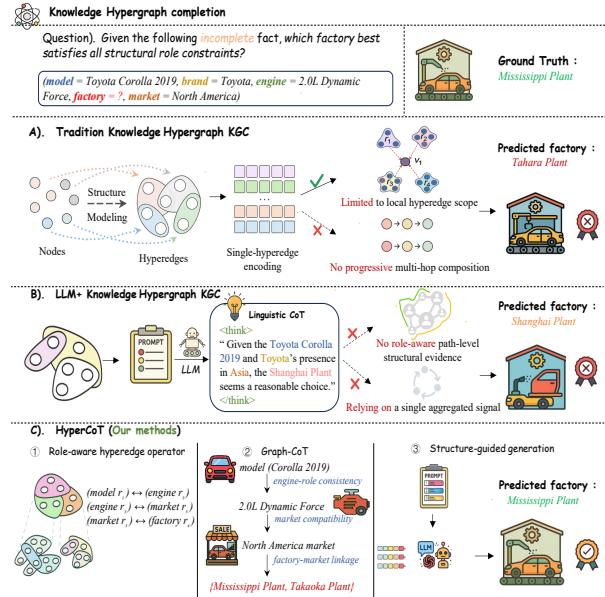 Knowledge Hypergraph completion
Question). Given the following incomplete fact, which factory best
satisfies all structural role constraints?
(model = Toyota Corolla 2019, brand = Toyota, engine = 2.0L Dynamic
Force, factory = ?, market = North America)
Ground Truth :
Mississippi Plant
A). Tradition Knowledge Hypergraph KGC
Nodes
Structure
Modeling
Hyperedges
...
Single-hyperedge
encoding
r1
r2
r3
v1
Limited to local hyperedge scope
No progressive multi-hop composition
Predicted factory :
Tahara Plant
B). LLM+ Knowledge Hypergraph KGC
PROMPT
LLM
Linguistic CoT
<think>
“ Given the Toyota Corolla
2019 and Toyota’s presence
in Asia, the Shanghai Plant
seems a reasonable choice.”
</think>
No role-aware path-level
structural evidence
Relying on a single aggregated signal
Predicted factory :
Shanghai Plant
C). HyperCoT (Our methods)
① Role-aware hyperedge operator
(model r ) ↔ (engine r )
(engine r ) ↔ (market r )
(market r ) ↔ (factory r )
② Graph-CoT
model (Corolla 2019)
engine-role consistency
2.0L Dynamic Force
market compatibility
SALE
North America market
factory-market linkage
{Mississippi Plant, Takaoka Plant}
③ Structure-guided generation
PROMPT
LLM
Predicted factory :
Mississippi Plant